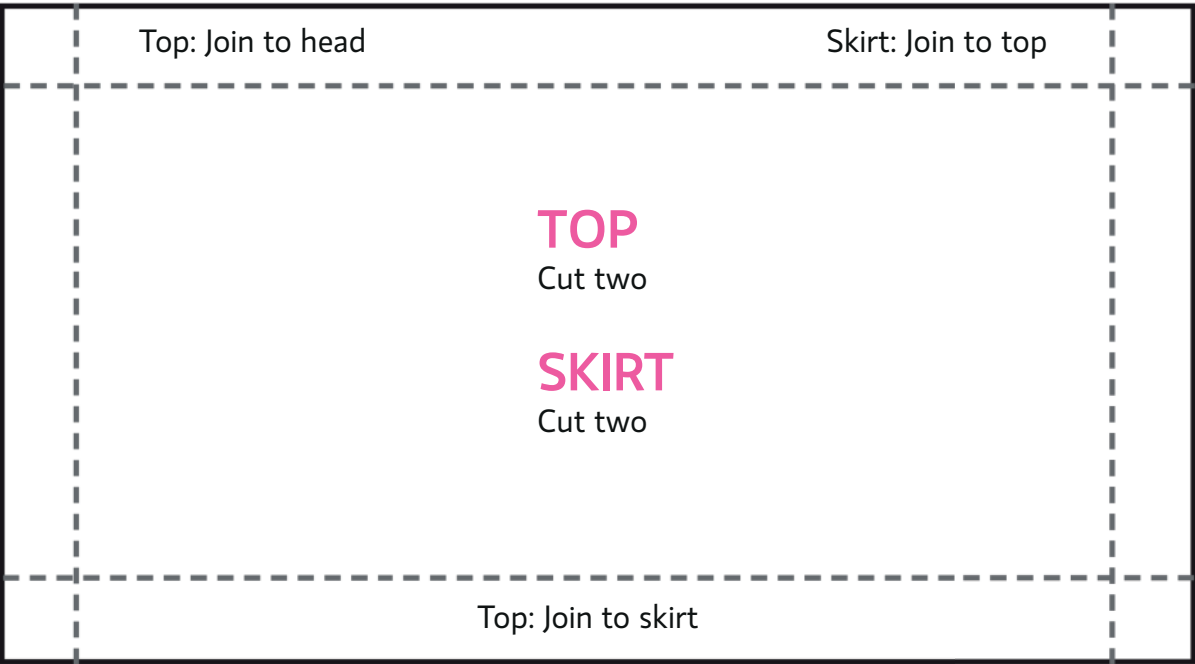 Top: Join to head
Skirt: Join to top
TOP
Cut two
SKIRT
Cut two
Top: Join to skirt